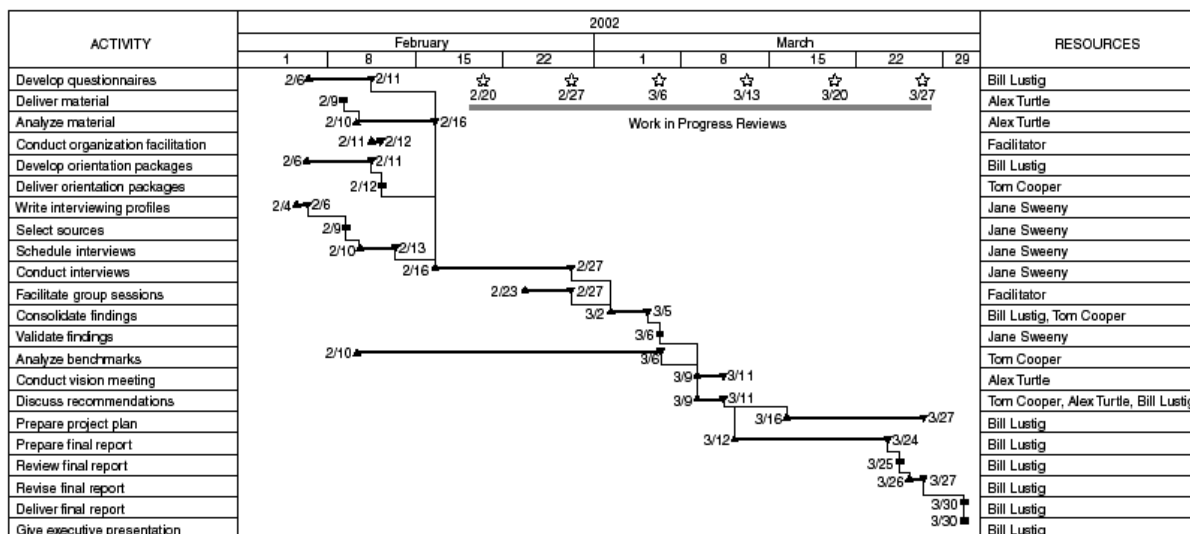 2002
ACTIVITY February March RESOURCES
1 8 15 22 1 8 15 22 29
Develop questionnaires 2/6 2/11 Bill Lustig
2/20 2/27 3/6 3/13 3/20 3/27
Deliver material 2/9 Alex Turtle
Analyze material 2/10 2/16 Work in Progress Reviews Alex Turtle
Conduct organization facilitation 2/11 2/12 Facilitator
Develop orientation packages 2/6 2/11 Bill Lustig
Deliver orientation packages 2/12 Tom Cooper
Write interviewing profiles 2/4 2/6 Jane Sweeny
Select sources 2/9 Jane Sweeny
Schedule interviews 2/10 2/13 Jane Sweeny
Conduct interviews 2/16 2/27 Jane Sweeny
Facilitate group sessions 2/23 2/27 Facilitator
Consolidate findings 3/2 3/5 Bill Lustig, Tom Cooper
Validate findings 3/6 Jane Sweeny
Analyze benchmarks 2/10 3/6 Tom Cooper
Conduct vision meeting 3/9 3/11 Alex Turtle
Discuss recommendations 3/9 3/11 Tom Cooper, Alex Turtle, Bill Lustig
Prepare project plan 3/16 3/27 Bill Lustig
Prepare final report 3/12 3/24 Bill Lustig
Review final report 3/25 Bill Lustig
Revise final report 3/26 3/27 Bill Lustig
Deliver final report 3/30 Bill Lustig
Give executive presentation 3/30 Bill Lustig